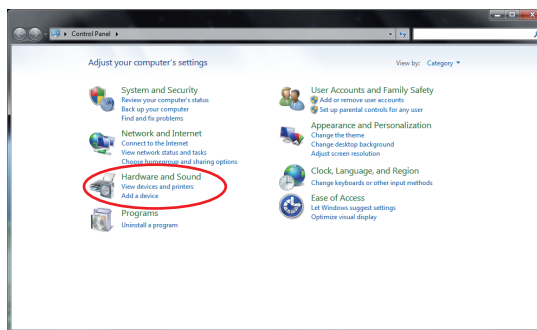 Control Panel
Adjust your computer's settings
View by: Category
System and Security
Review your computer's status
Back up your computer
Find and fix problems
Network and Internet
Connect to the Internet
View network status and tasks
Choose homegroup and sharing options
Hardware and Sound
View devices and printers
Add a device
Programs
Uninstall a program
User Accounts and Family Safety
Add or remove user accounts
Set up parental controls for any user
Appearance and Personalization
Change the theme
Change desktop background
Adjust screen resolution
Clock, Language, and Region
Change keyboards or other input methods
Ease of Access
Let Windows suggest settings
Optimize visual display